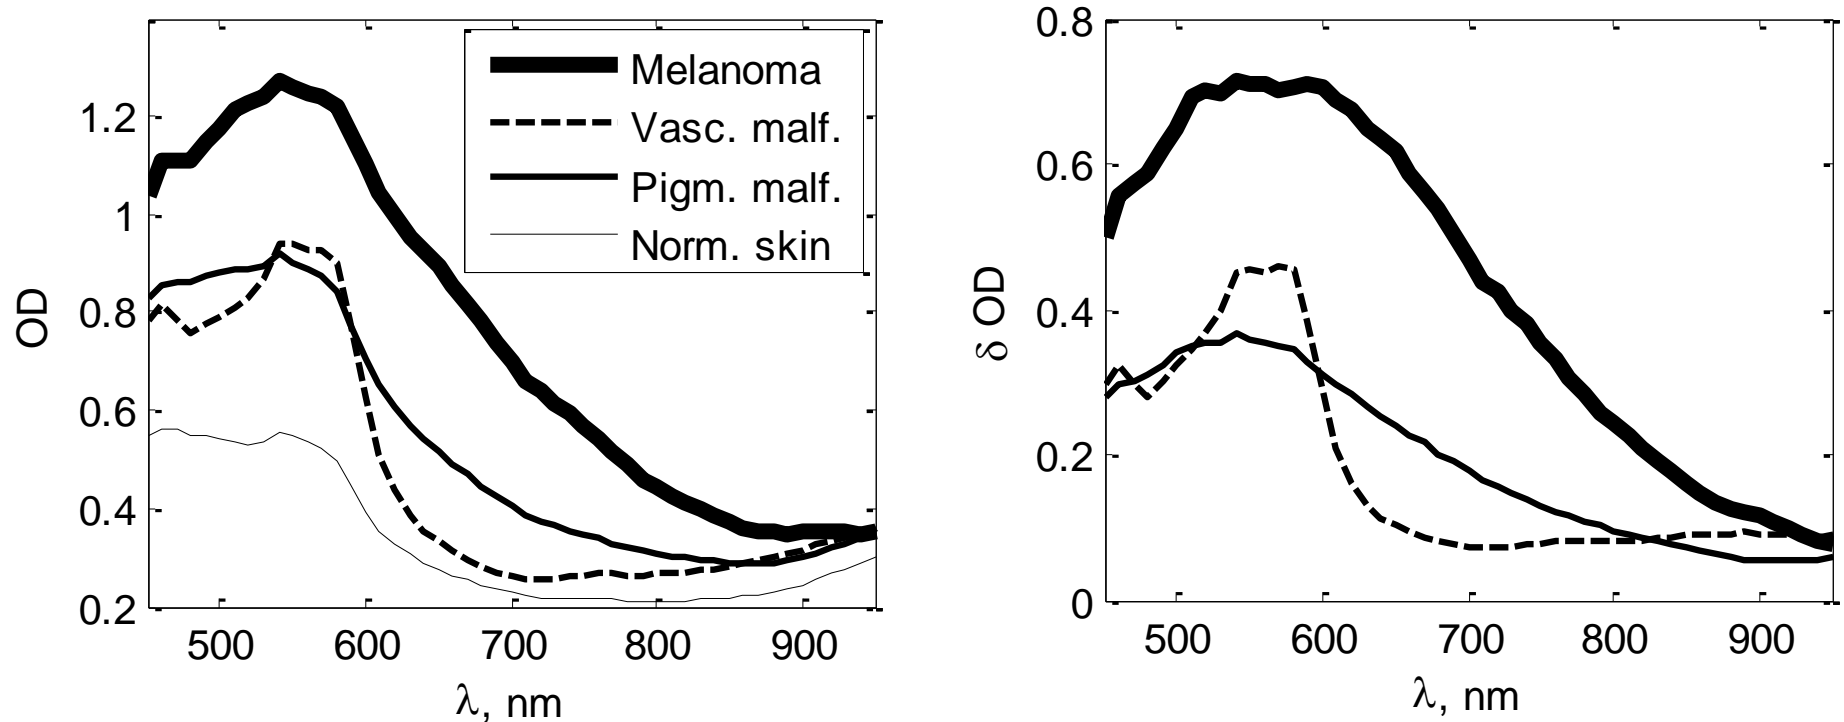 OD
1.2
1
0.8
0.6
0.4
0.2
500 600 700 800 900
λ, nm
Melanoma
Vasc. malf.
Pigm. malf.
Norm. skin
δ OD
0.8
0.6
0.4
0.2
0
500 600 700 800 900
λ, nm